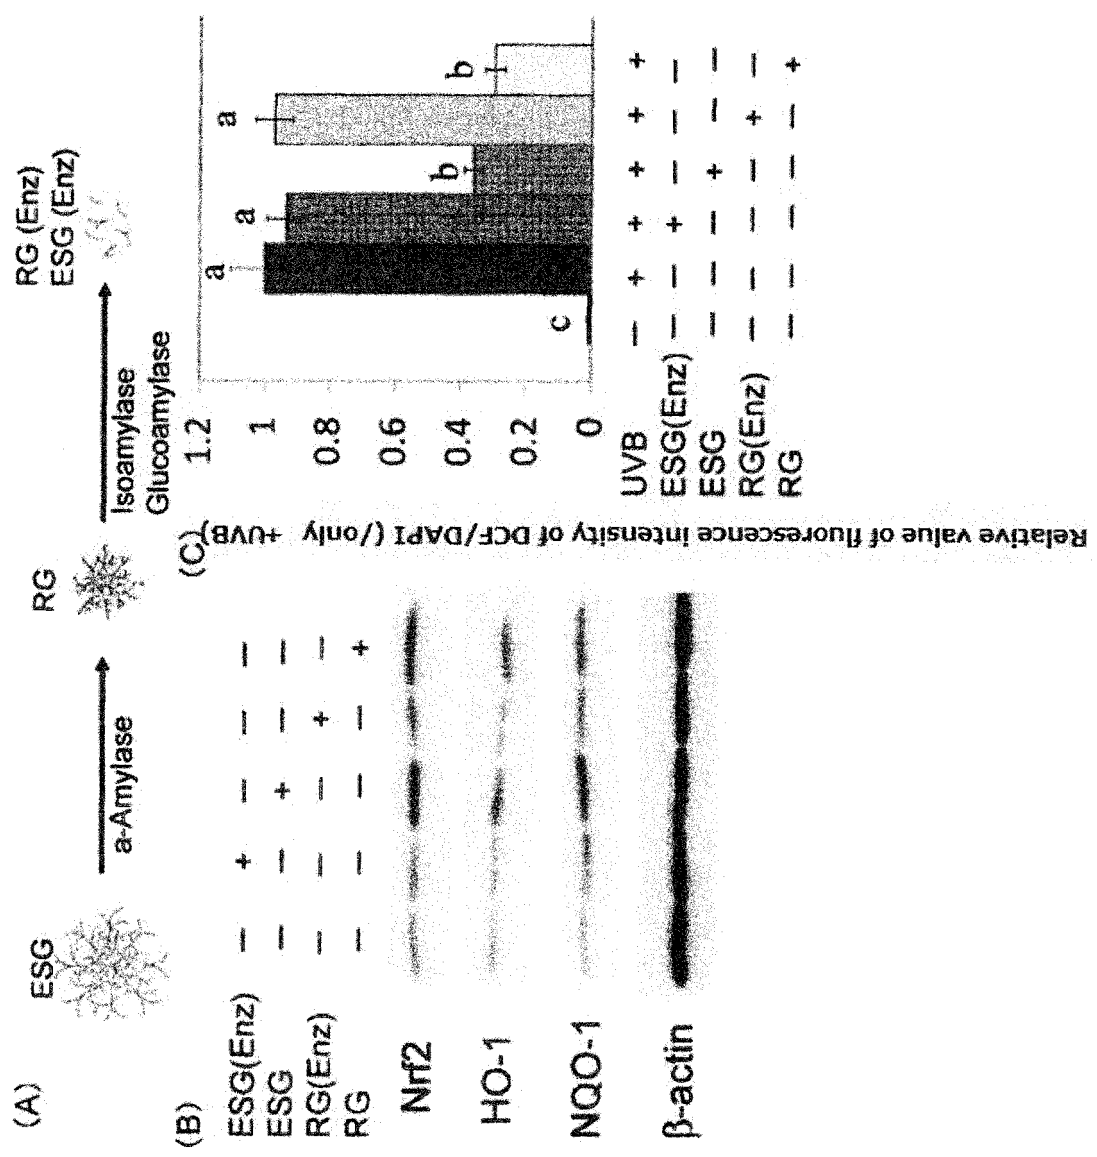 (A)
ESG
a-Amylase
RG
Isoamylase
Glucoamylase
RG (Enz)
ESG (Enz)
(B)
ESG(Enz) − + − − −
ESG − − + − −
RG(Enz) − − − + −
RG − − − − +
Nrf2
HO-1
NQO-1
β-actin
(C)
Relative value of fluorescence intensity of DCF/DAPI (/only +UVB)
1.2
1
0.8
0.6
0.4
0.2
0
c
a
a
b
a
b
UVB − + + + + +
ESG(Enz) − − + − − −
ESG − − − + − −
RG(Enz) − − − − + −
RG − − − − − +